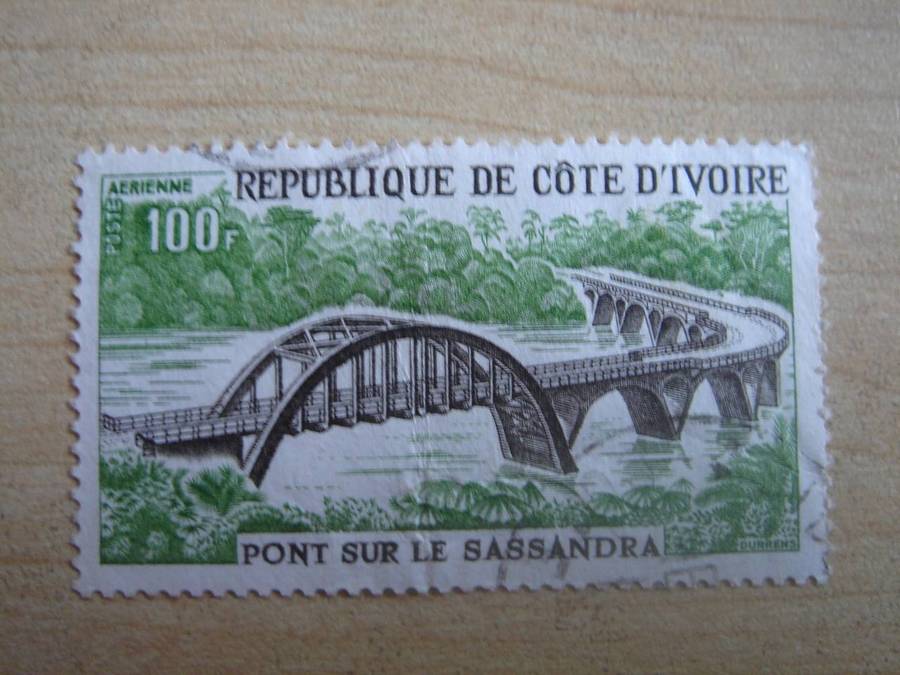 POSTE AERIENNE
REPUBLIQUE DE CÔTE D'IVOIRE
100F
PONT SUR LE SASSANDRA
DURRENS